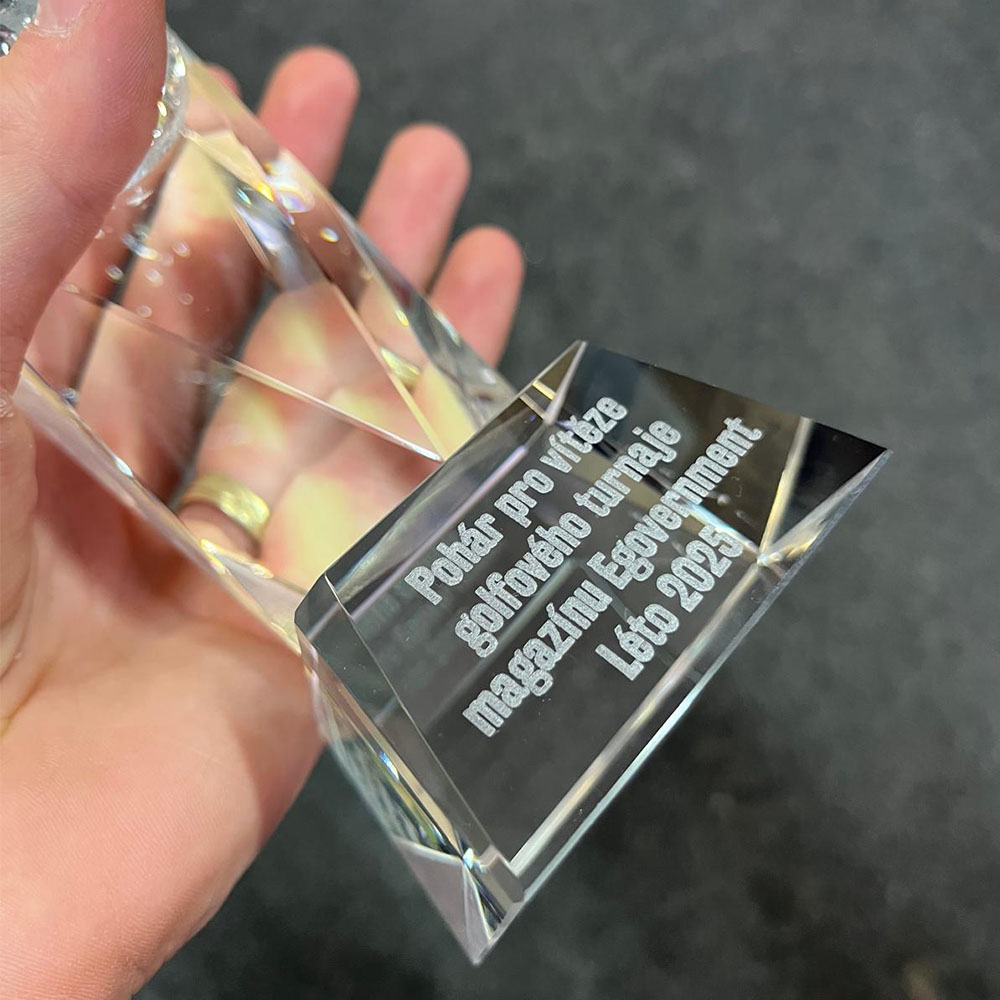 Pohár pro vítěze
golfového turnaje
magazínu Egovernment
Léto 2025